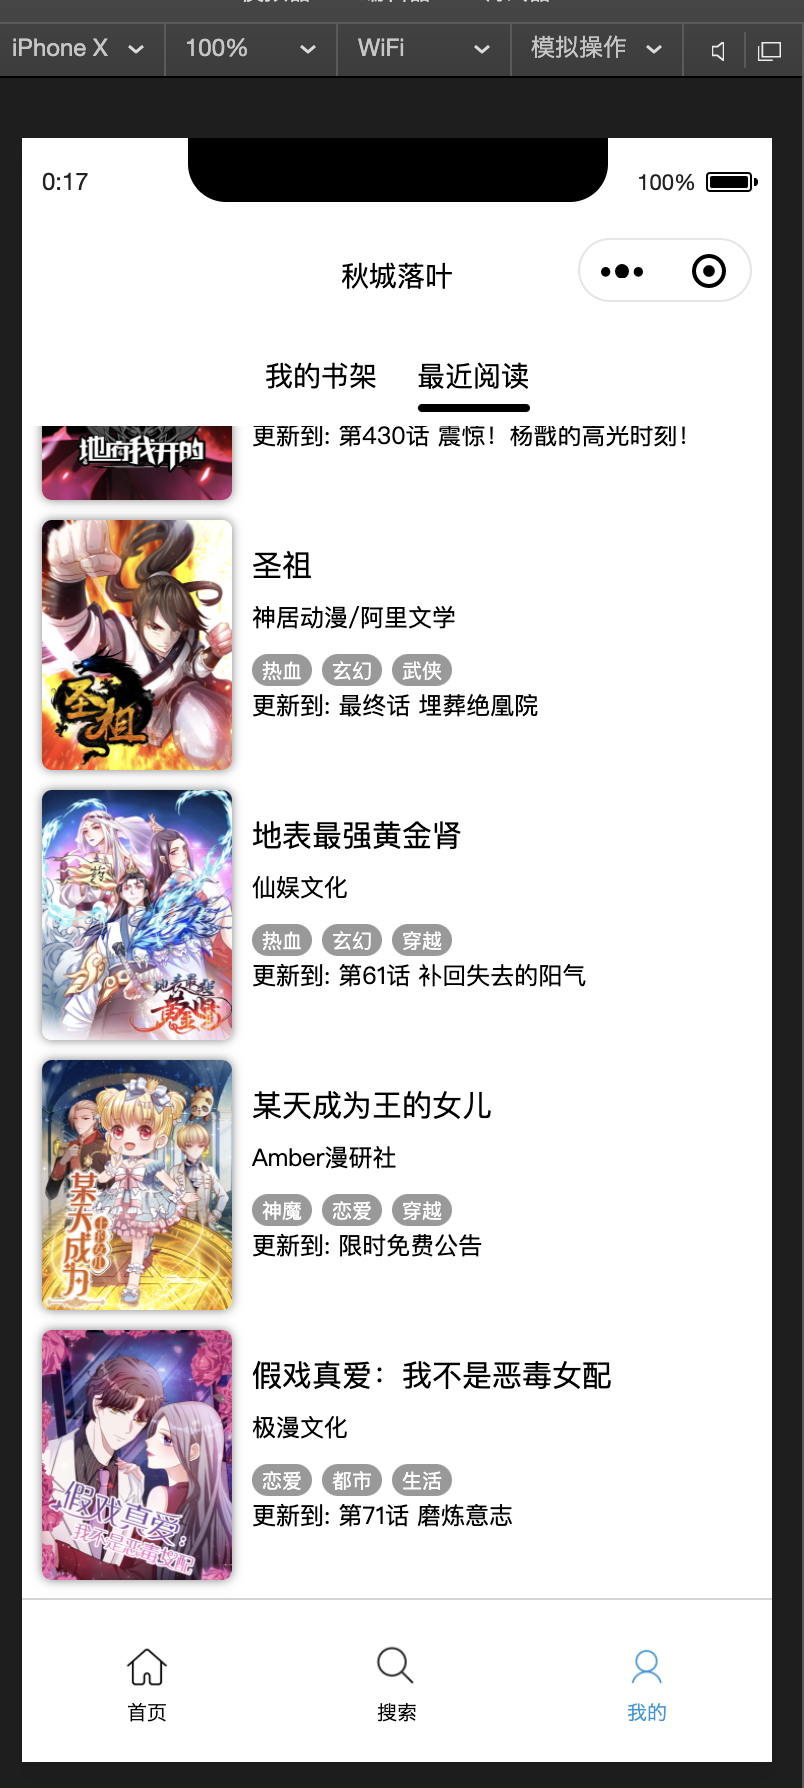 iPhone X
100%
WiFi
模拟操作
0:17
100%
秋城落叶
我的书架 最近阅读
地府我开的
更新到: 第430话 震惊！杨戬的高光时刻！
圣祖
圣祖
神居动漫/阿里文学
热血 玄幻 武侠
更新到: 最终话 埋葬绝凰院
地表最强黄金肾
地表最强
黄金肾
仙娱文化
热血 玄幻 穿越
更新到: 第61话 补回失去的阳气
某天成为
某天成为王的女儿
Amber漫研社
神魔 恋爱 穿越
更新到: 限时免费公告
假戏真爱：
我不是恶毒女配
假戏真爱：我不是恶毒女配
极漫文化
恋爱 都市 生活
更新到: 第71话 磨炼意志
首页
搜索
我的